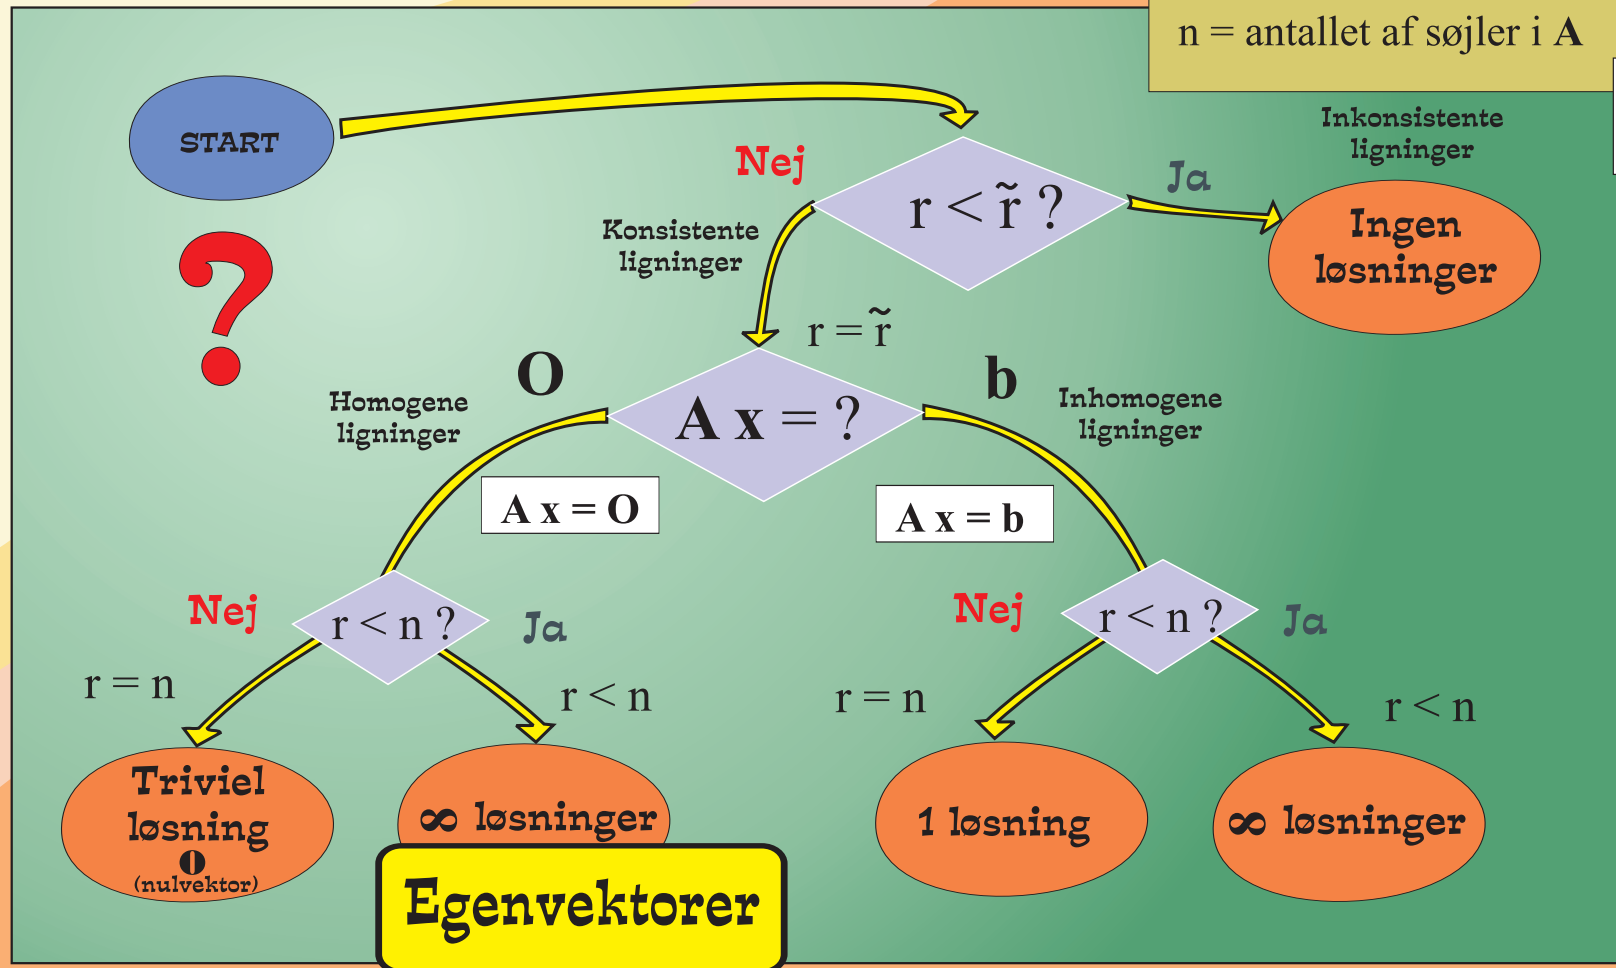 n = antallet af søjler i A
START
?
Nej
r < r̃ ?
Ja
Inkonsistente
ligninger
Ingen
løsninger
Konsistente
ligninger
r = r̃
O
A x = ?
b
Homogene
ligninger
Inhomogene
ligninger
A x = O
A x = b
Nej
r < n ?
Ja
Nej
r < n ?
Ja
r = n
r < n
r = n
r < n
Triviel
løsning
0
(nulvektor)
∞ løsninger
1 løsning
∞ løsninger
Egenvektorer